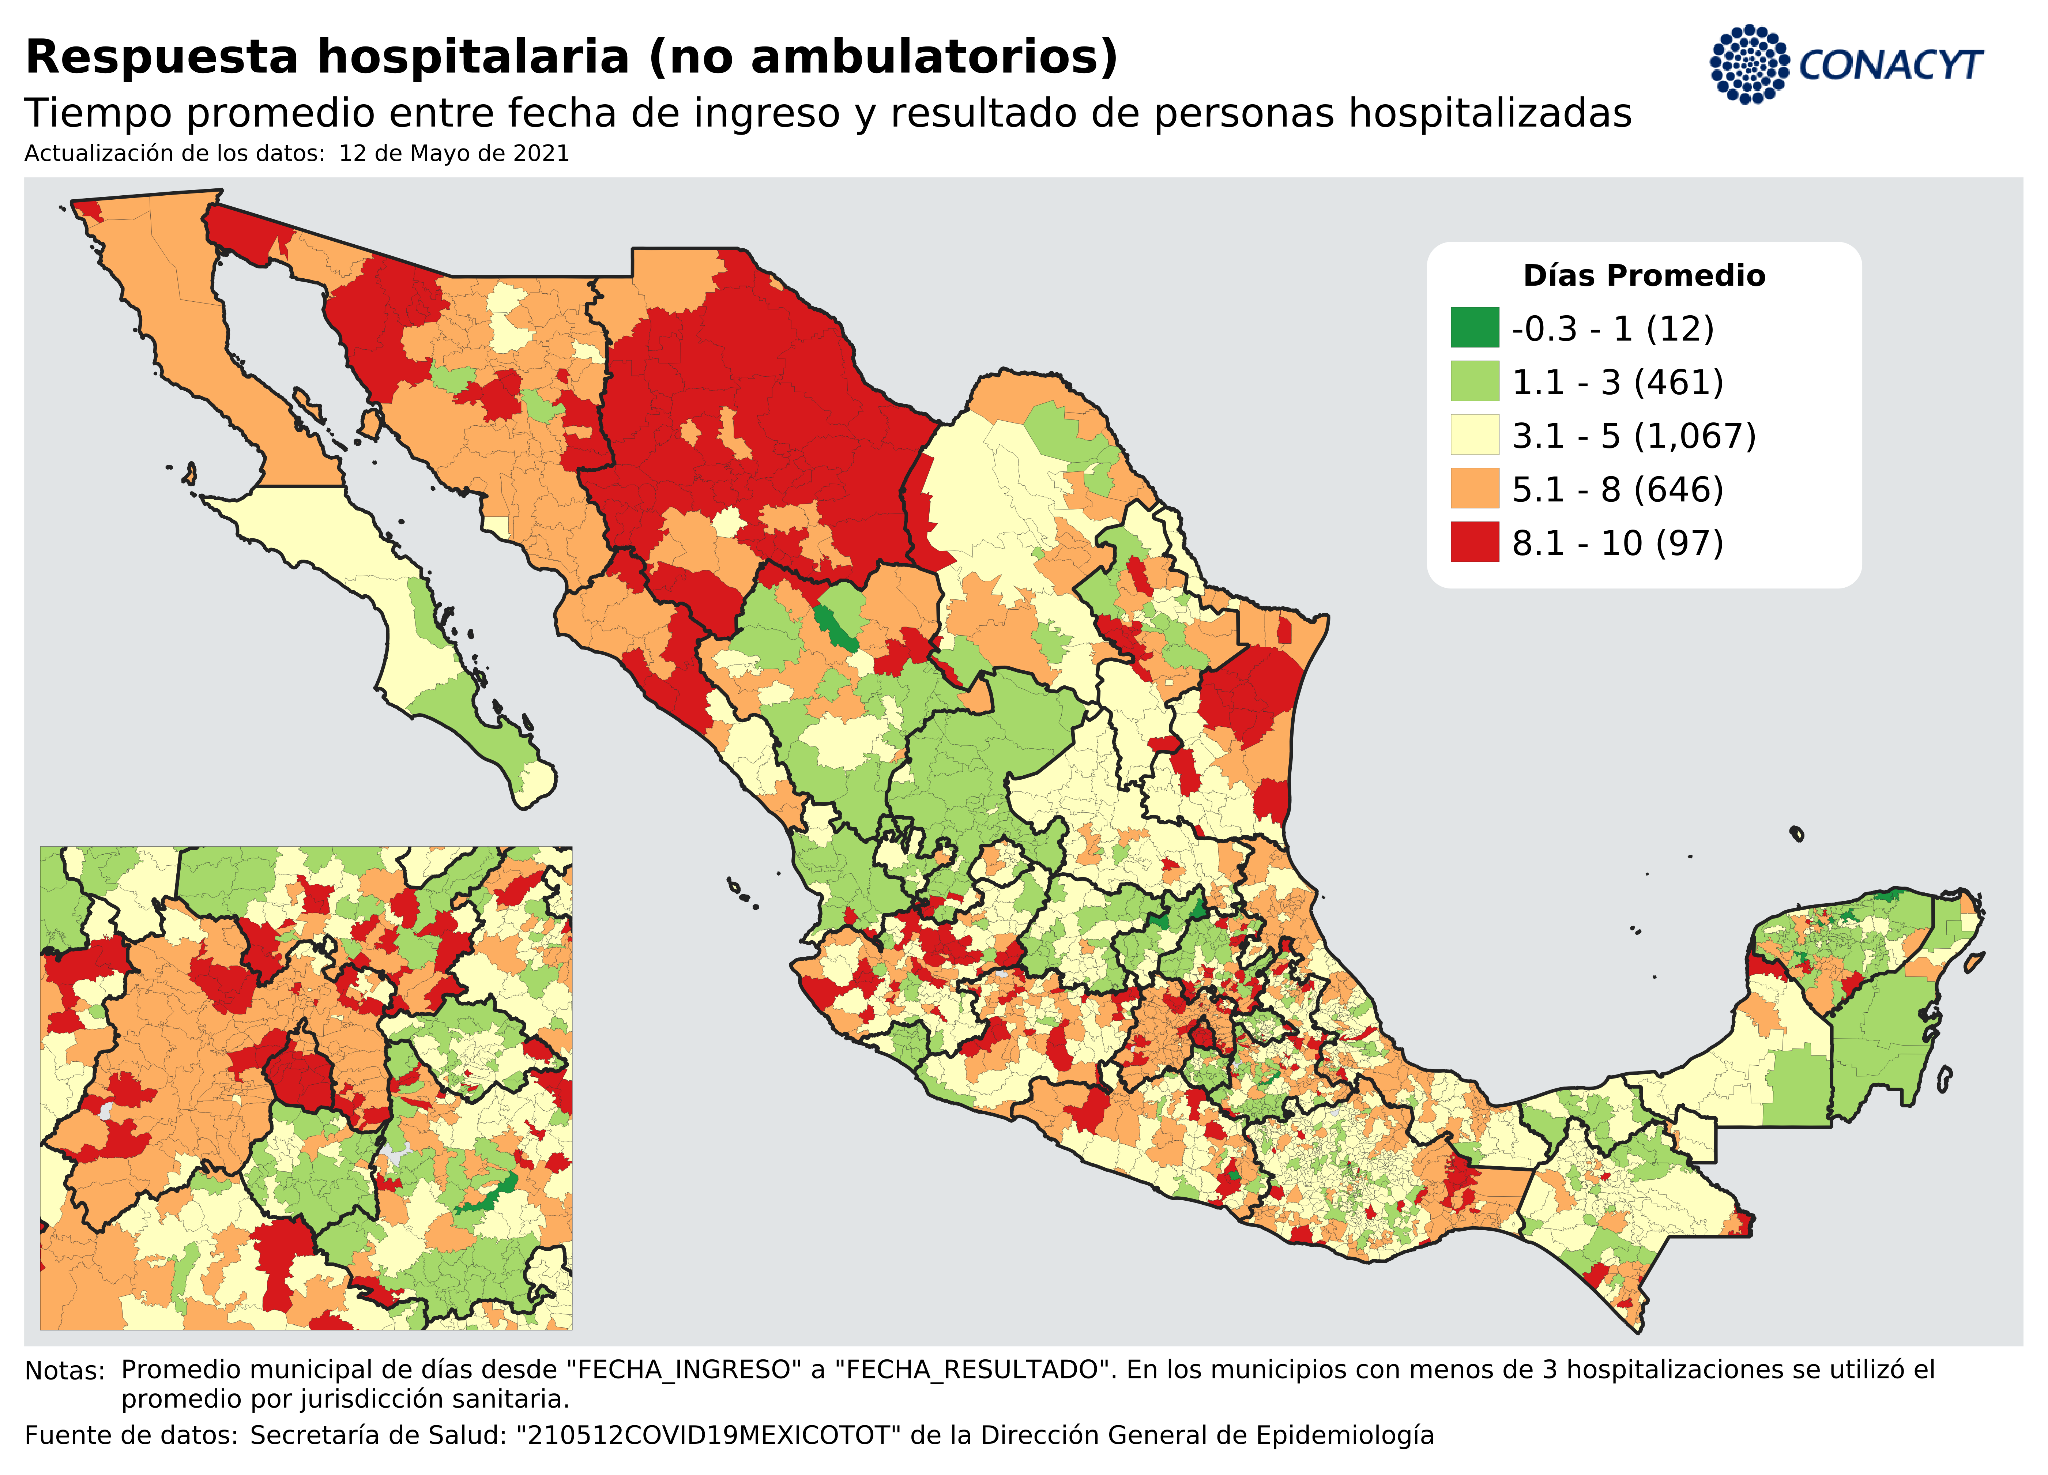 Respuesta hospitalaria (no ambulatorios)
CONACYT
Tiempo promedio entre fecha de ingreso y resultado de personas hospitalizadas
Actualización de los datos: 12 de Mayo de 2021
Días Promedio
-0.3 - 1 (12)
1.1 - 3 (461)
3.1 - 5 (1,067)
5.1 - 8 (646)
8.1 - 10 (97)
Notas: Promedio municipal de días desde "FECHA_INGRESO" a "FECHA_RESULTADO". En los municipios con menos de 3 hospitalizaciones se utilizó el
promedio por jurisdicción sanitaria.
Fuente de datos: Secretaría de Salud: "210512COVID19MEXICOTOT" de la Dirección General de Epidemiología